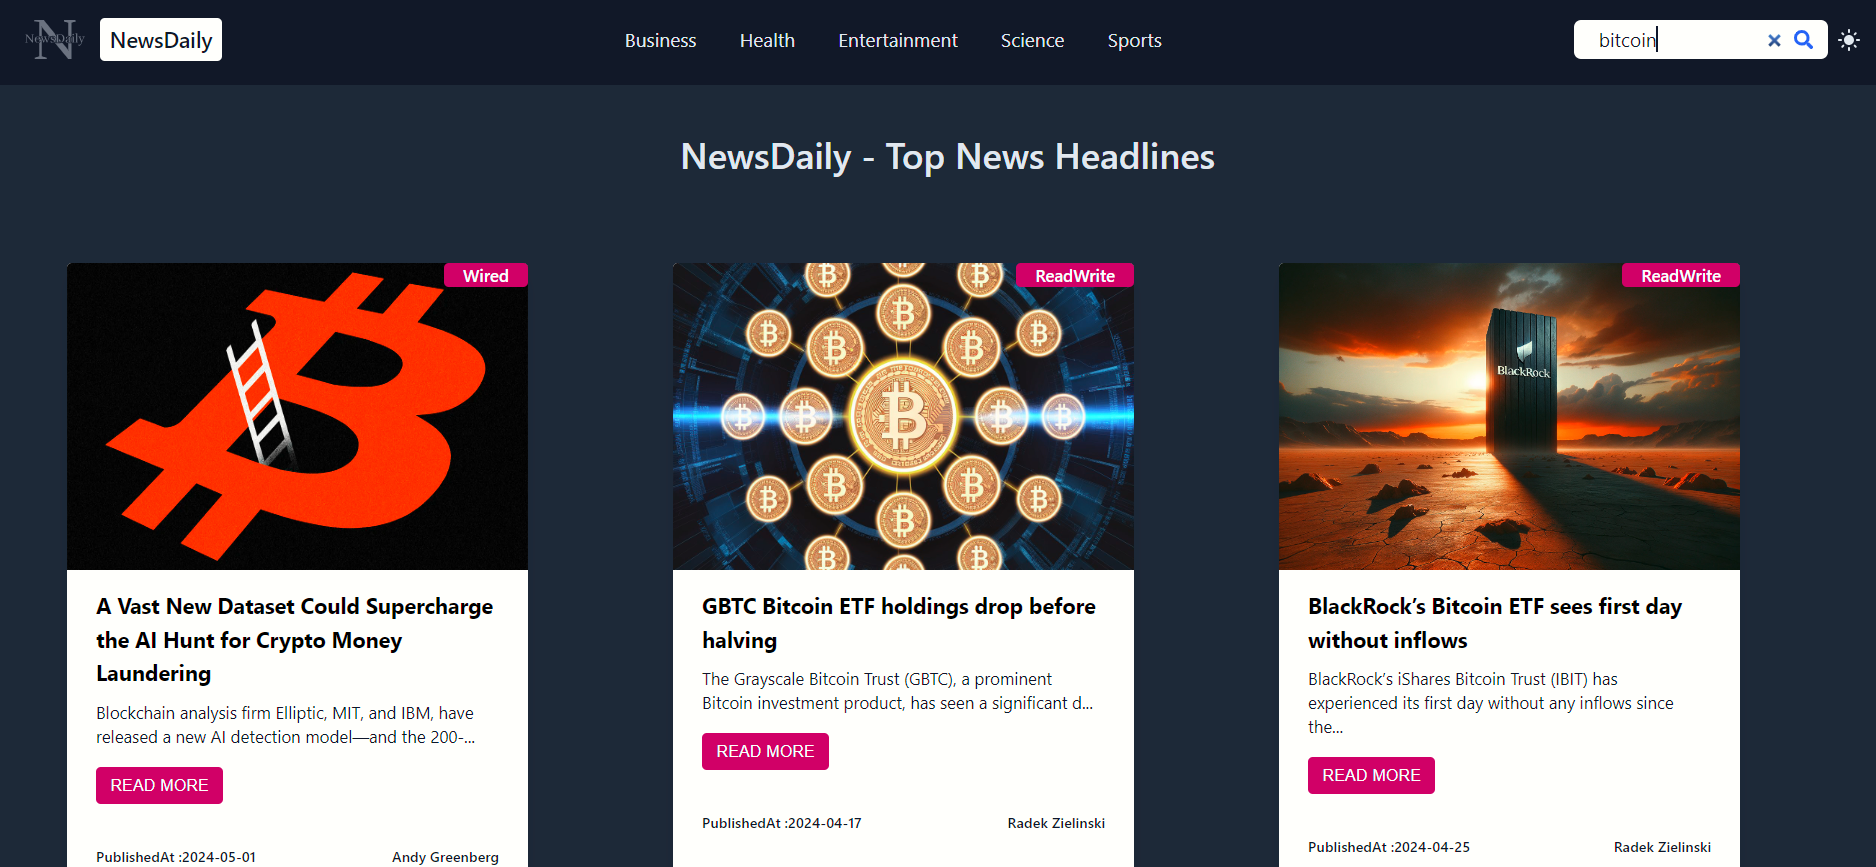 NewsDaily
NewsDaily
Business
Health
Entertainment
Science
Sports
bitcoin
NewsDaily - Top News Headlines
Wired
A Vast New Dataset Could Supercharge
the AI Hunt for Crypto Money
Laundering
Blockchain analysis firm Elliptic, MIT, and IBM, have
released a new AI detection model—and the 200-...
READ MORE
PublishedAt :2024-05-01
Andy Greenberg
ReadWrite
GBTC Bitcoin ETF holdings drop before
halving
The Grayscale Bitcoin Trust (GBTC), a prominent
Bitcoin investment product, has seen a significant d...
READ MORE
PublishedAt :2024-04-17
Radek Zielinski
ReadWrite
BlackRock
BlackRock’s Bitcoin ETF sees first day
without inflows
BlackRock’s iShares Bitcoin Trust (IBIT) has
experienced its first day without any inflows since
the...
READ MORE
PublishedAt :2024-04-25
Radek Zielinski